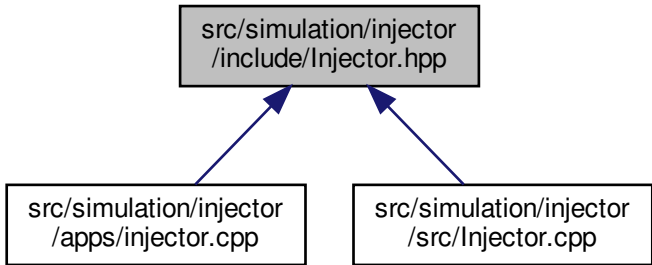 src/simulation/injector
/include/Injector.hpp
src/simulation/injector
/apps/injector.cpp
src/simulation/injector
/src/Injector.cpp